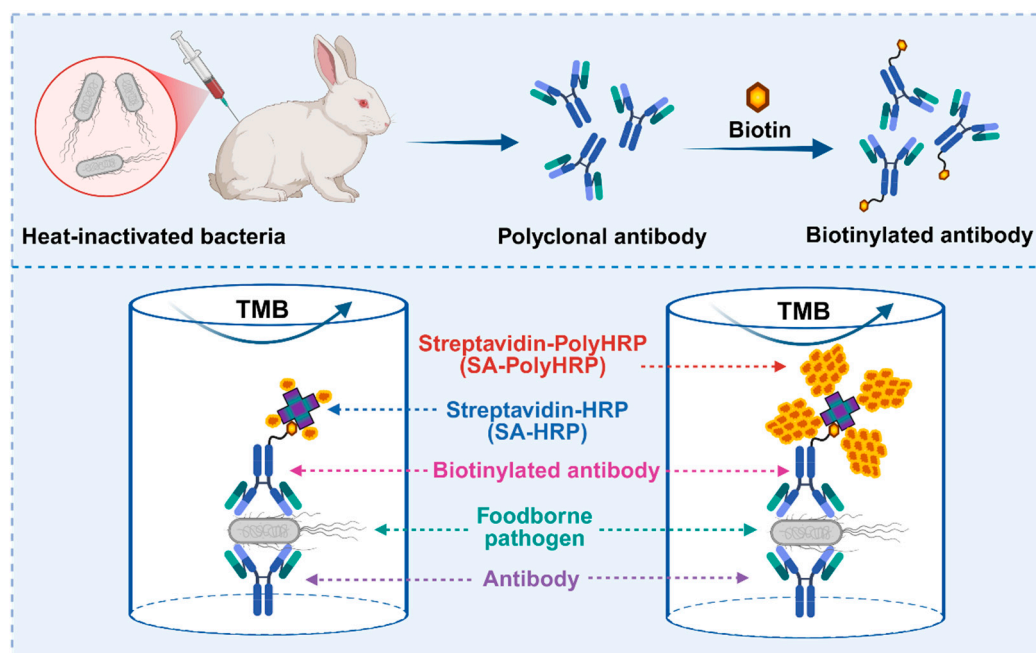 Biotin
Heat-inactivated bacteria
Polyclonal antibody
Biotinylated antibody
TMB
TMB
Streptavidin-PolyHRP
(SA-PolyHRP)
Streptavidin-HRP
(SA-HRP)
Biotinylated antibody
Foodborne
pathogen
Antibody